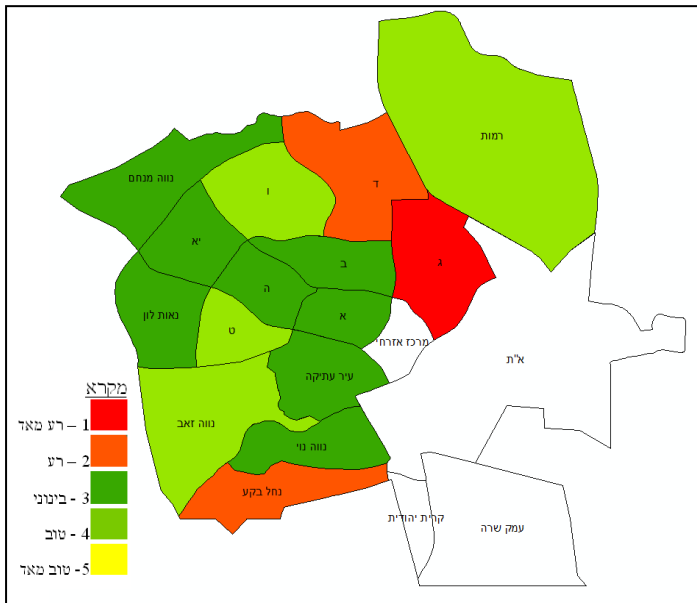 רמות
ד
נווה מנחם
ו
ג
יא
ב
ה
נאות לון
א
ט
מרכז אזרחי
א"ת
עיר עתיקה
נווה זאב
נווה נוי
נחל בקע
קרית יהודית
עמק שרה
מקרא
1 – רע מאד
2 – רע
3 - בינוני
4 - טוב
5- טוב מאד